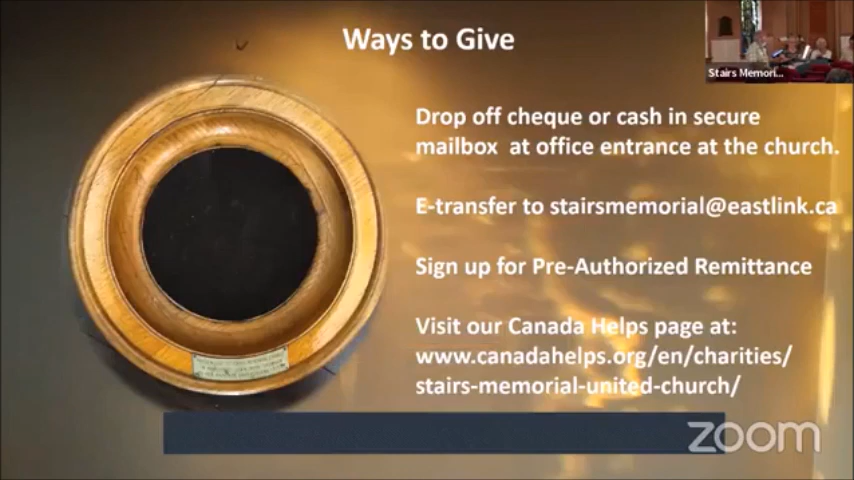 Ways to Give
Stairs Memori...
Drop off cheque or cash in secure
mailbox at office entrance at the church.
E-transfer to stairsmemorial@eastlink.ca
Sign up for Pre-Authorized Remittance
Visit our Canada Helps page at:
www.canadahelps.org/en/charities/
stairs-memorial-united-church/
zoom